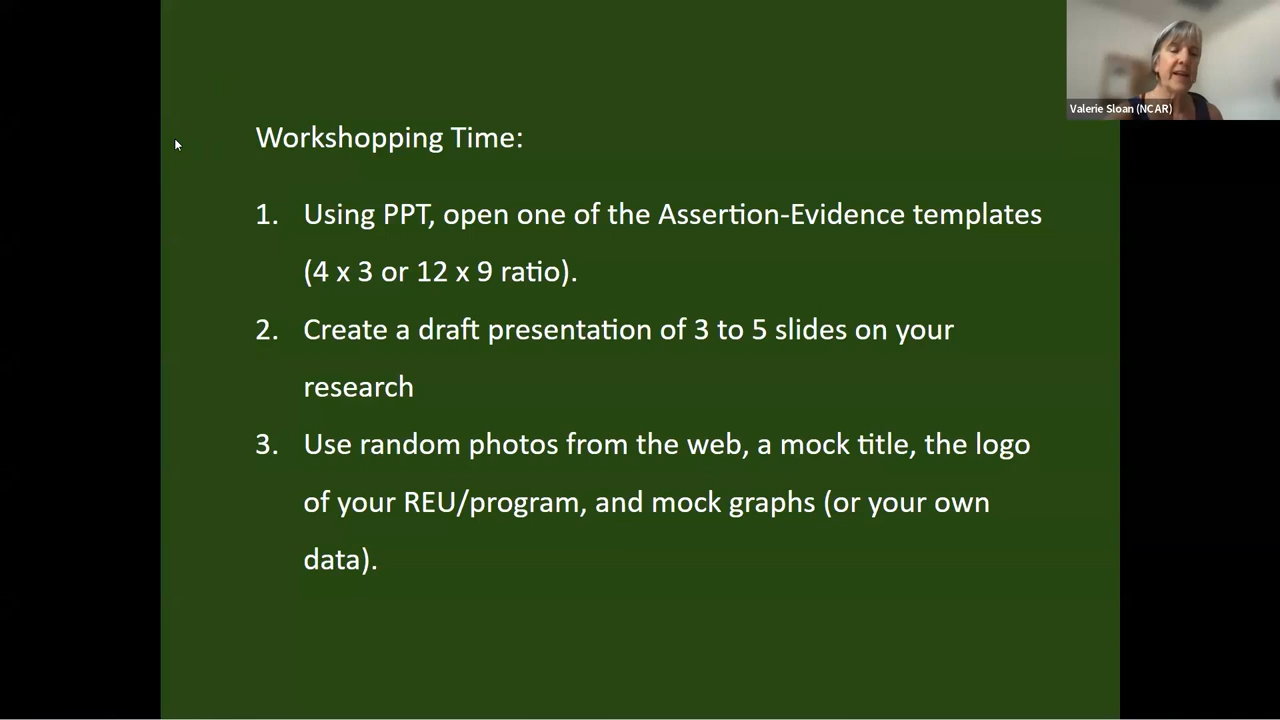 Valerie Sloan (NCAR)
Workshopping Time:
1. Using PPT, open one of the Assertion-Evidence templates
(4 x 3 or 12 x 9 ratio).
2. Create a draft presentation of 3 to 5 slides on your
research
3. Use random photos from the web, a mock title, the logo
of your REU/program, and mock graphs (or your own
data).